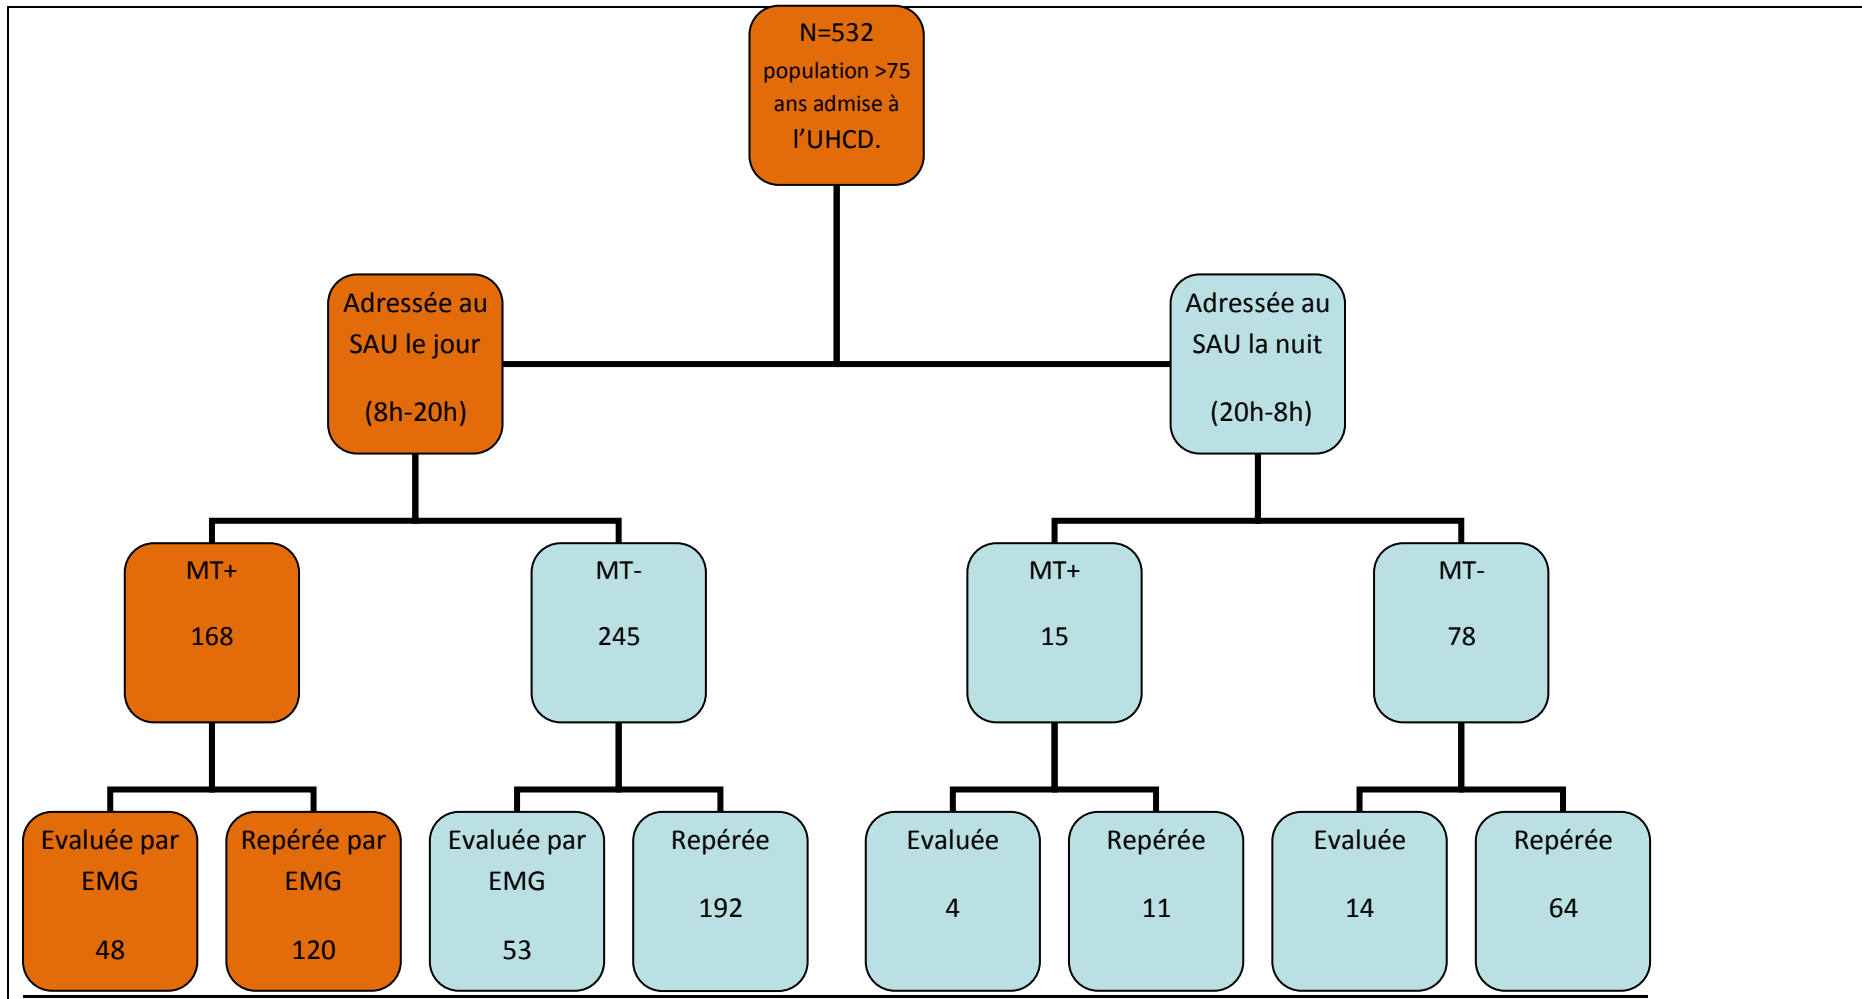 N=532
population >75
ans admise à
l’UHCD.
Adressée au
SAU le jour
(8h-20h)
Adressée au
SAU la nuit
(20h-8h)
MT+
168
MT-
245
MT+
15
MT-
78
Evaluée par
EMG
48
Repérée par
EMG
120
Evaluée par
EMG
53
Repérée
192
Evaluée
4
Repérée
11
Evaluée
14
Repérée
64